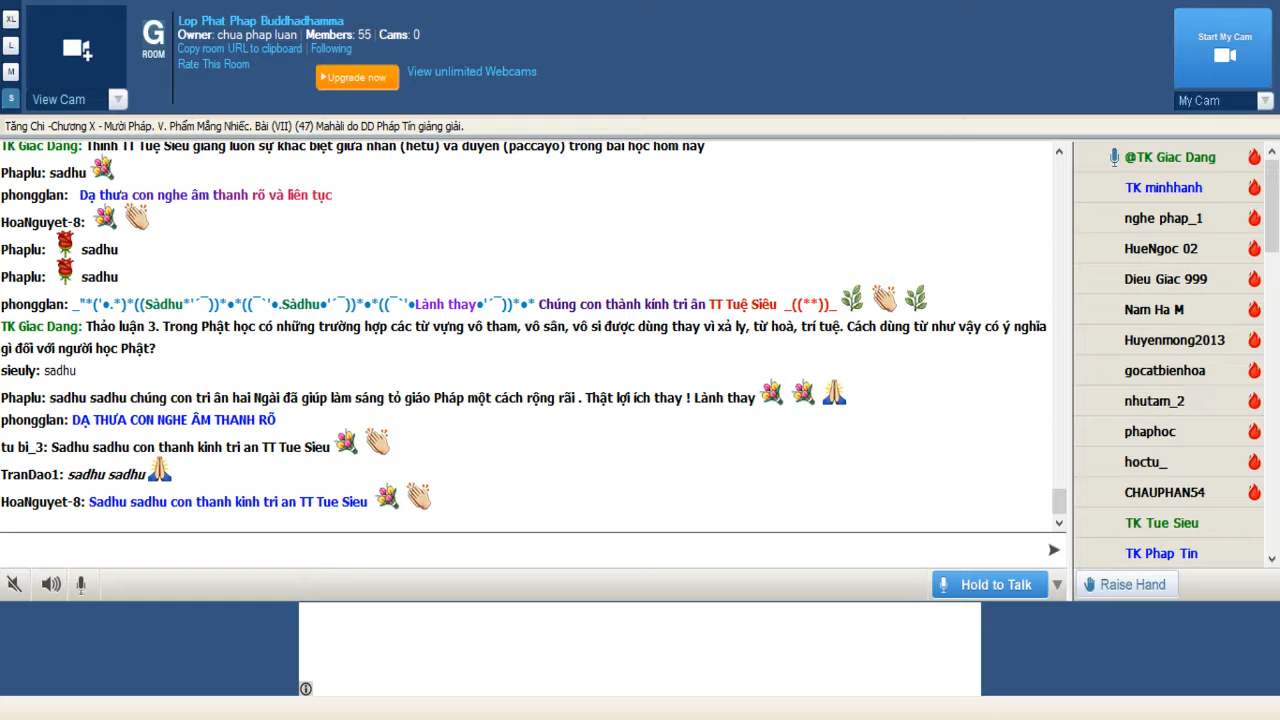 XL
L
M
S
View Cam
G
ROOM
Lop Phat Phap Buddhadhamma
Owner: chua phap luan | Members: 55 | Cams: 0
Copy room URL to clipboard | Following
Rate This Room
Upgrade now
View unlimited Webcams
Start My Cam
My Cam
Tăng Chi -Chương X - Mười Pháp. V. Phẩm Mắng Nhiếc. Bài (VII) (47) Mahàli do DD Pháp Tín giảng giải.
TK Giac Dang: Thỉnh TT Tuệ Siêu giảng luôn sự khác biệt giữa nhân (hetu) và duyên (paccayo) trong bài học hôm nay
Phaplu: sadhu
phongglan: Dạ thưa con nghe âm thanh rõ và liên tục
HoaNguyet-8:
Phaplu: sadhu
Phaplu: sadhu
phongglan: _"*('●.*)*((Sàdhu*'´¯))*●*((¯`'●.Sàdhu●'´¯))*●*((¯`'●Lành thay●'´¯))*●* Chúng con thành kính tri ân TT Tuệ Siêu _((**))_
TK Giac Dang: Thảo luận 3. Trong Phật học có những trường hợp các từ vựng vô tham, vô sân, vô si được dùng thay vì xả ly, từ hoà, trí tuệ. Cách dùng từ như vậy có ý nghĩa
gì đối với người học Phật?
sieuly: sadhu
Phaplu: sadhu sadhu chúng con tri ân hai Ngài đã giúp làm sáng tỏ giáo Pháp một cách rộng rãi . Thật lợi ích thay ! Lành thay
phongglan: DẠ THƯA CON NGHE ÂM THANH RÕ
tu bi_3: Sadhu sadhu con thanh kinh tri an TT Tue Sieu
TranDao1: sadhu sadhu
HoaNguyet-8: Sadhu sadhu con thanh kinh tri an TT Tue Sieu
@TK Giac Dang
TK minhhanh
nghe phap_1
HueNgoc 02
Dieu Giac 999
Nam Ha M
Huyenmong2013
gocatbienhoa
nhutam_2
phaphoc
hoctu_
CHAUPHAN54
TK Tue Sieu
TK Phap Tin
Hold to Talk
Raise Hand